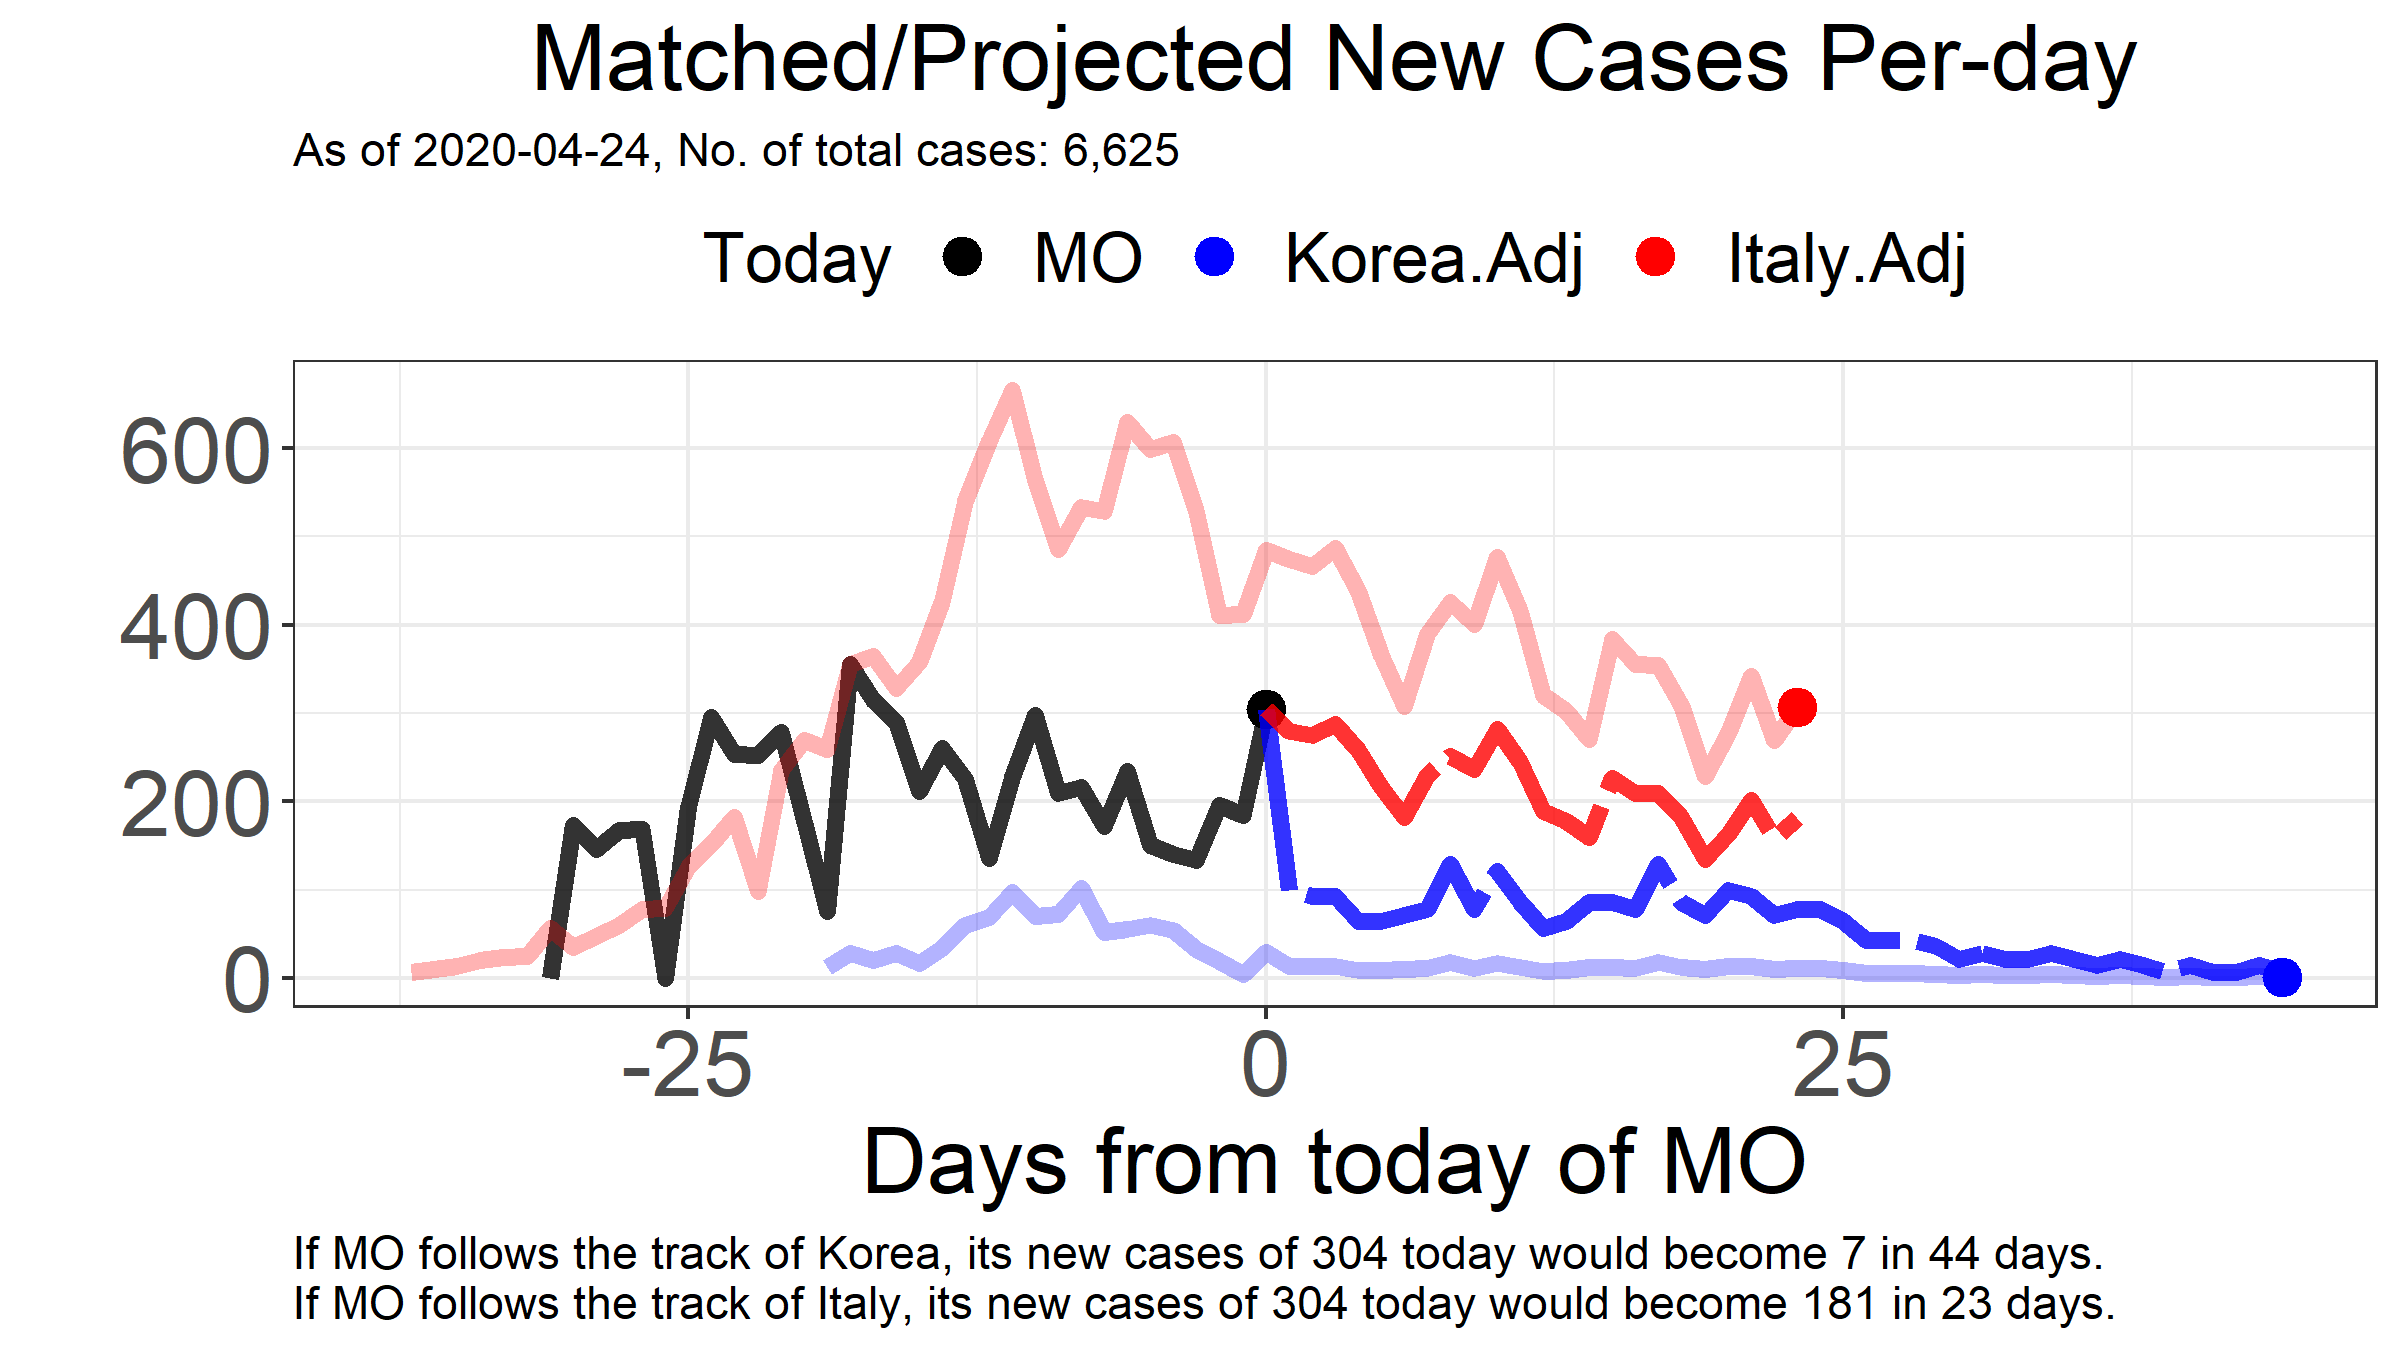 Matched/Projected New Cases Per-day
As of 2020-04-24, No. of total cases: 6,625
Today MO Korea.Adj Italy.Adj
600
400
200
0
-25 0 25
Days from today of MO
If MO follows the track of Korea, its new cases of 304 today would become 7 in 44 days.
If MO follows the track of Italy, its new cases of 304 today would become 181 in 23 days.